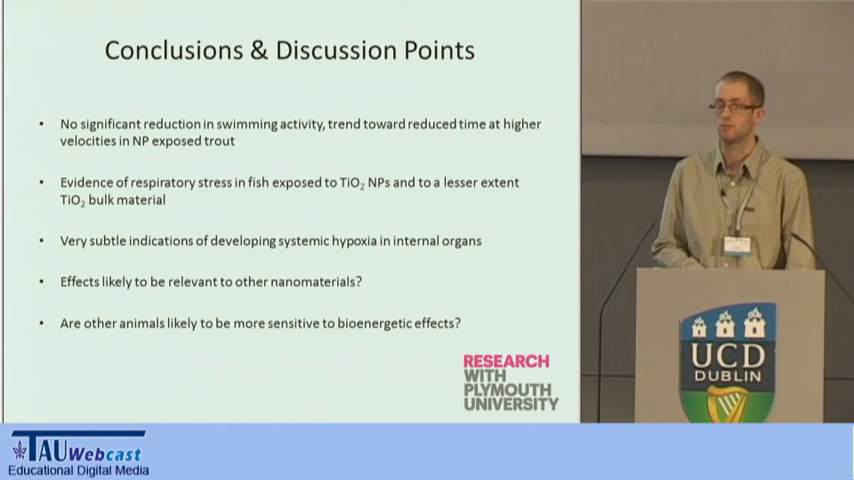 Conclusions & Discussion Points
• No significant reduction in swimming activity, trend toward reduced time at higher
velocities in NP exposed trout
• Evidence of respiratory stress in fish exposed to TiO₂ NPs and to a lesser extent
TiO₂ bulk material
• Very subtle indications of developing systemic hypoxia in internal organs
• Effects likely to be relevant to other nanomaterials?
• Are other animals likely to be more sensitive to bioenergetic effects?
RESEARCH
WITH
PLYMOUTH
UNIVERSITY
UCD
DUBLIN
TAU Webcast
Educational Digital Media